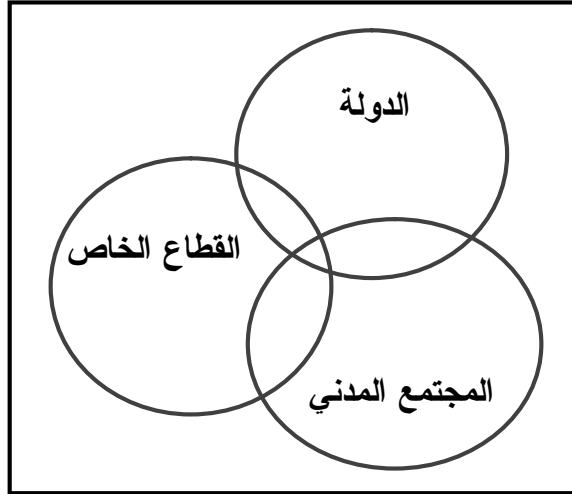 الدولة
القطاع الخاص
المجتمع المدني